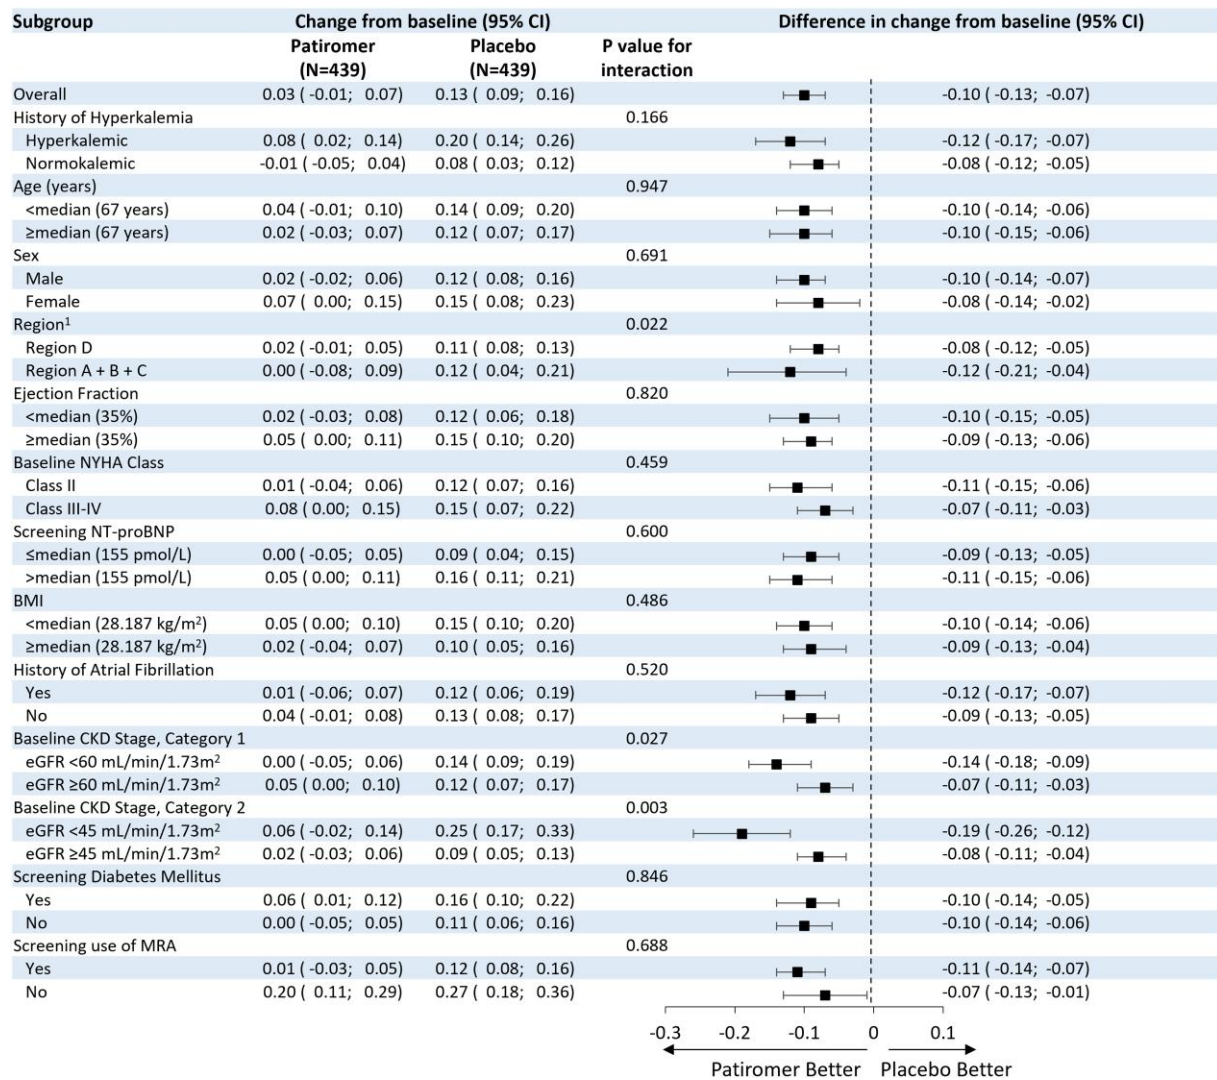 Subgroup Change from baseline (95% CI) Difference in change from baseline (95% CI)
Patiromer (N=439) Placebo (N=439) P value for interaction
Overall 0.03 ( -0.01; 0.07) 0.13 ( 0.09; 0.16) -0.10 ( -0.13; -0.07)
History of Hyperkalemia 0.166
Hyperkalemic 0.08 ( 0.02; 0.14) 0.20 ( 0.14; 0.26) -0.12 ( -0.17; -0.07)
Normokalemic -0.01 ( -0.05; 0.04) 0.08 ( 0.03; 0.12) -0.08 ( -0.12; -0.05)
Age (years) 0.947
<median (67 years) 0.04 ( -0.01; 0.10) 0.14 ( 0.09; 0.20) -0.10 ( -0.14; -0.06)
≥median (67 years) 0.02 ( -0.03; 0.07) 0.12 ( 0.07; 0.17) -0.10 ( -0.15; -0.06)
Sex 0.691
Male 0.02 ( -0.02; 0.06) 0.12 ( 0.08; 0.16) -0.10 ( -0.14; -0.07)
Female 0.07 ( 0.00; 0.15) 0.15 ( 0.08; 0.23) -0.08 ( -0.14; -0.02)
Region¹ 0.022
Region D 0.02 ( -0.01; 0.05) 0.11 ( 0.08; 0.13) -0.08 ( -0.12; -0.05)
Region A + B + C 0.00 ( -0.08; 0.09) 0.12 ( 0.04; 0.21) -0.12 ( -0.21; -0.04)
Ejection Fraction 0.820
<median (35%) 0.02 ( -0.03; 0.08) 0.12 ( 0.06; 0.18) -0.10 ( -0.15; -0.05)
≥median (35%) 0.05 ( 0.00; 0.11) 0.15 ( 0.10; 0.20) -0.09 ( -0.13; -0.06)
Baseline NYHA Class 0.459
Class II 0.01 ( -0.04; 0.06) 0.12 ( 0.07; 0.16) -0.11 ( -0.15; -0.06)
Class III-IV 0.08 ( 0.00; 0.15) 0.15 ( 0.07; 0.22) -0.07 ( -0.11; -0.03)
Screening NT-proBNP 0.600
≤median (155 pmol/L) 0.00 ( -0.05; 0.05) 0.09 ( 0.04; 0.15) -0.09 ( -0.13; -0.05)
>median (155 pmol/L) 0.05 ( 0.00; 0.11) 0.16 ( 0.11; 0.21) -0.11 ( -0.15; -0.06)
BMI 0.486
<median (28.187 kg/m²) 0.05 ( 0.00; 0.10) 0.15 ( 0.10; 0.20) -0.10 ( -0.14; -0.06)
≥median (28.187 kg/m²) 0.02 ( -0.04; 0.07) 0.10 ( 0.05; 0.16) -0.09 ( -0.13; -0.04)
History of Atrial Fibrillation 0.520
Yes 0.01 ( -0.06; 0.07) 0.12 ( 0.06; 0.19) -0.12 ( -0.17; -0.07)
No 0.04 ( -0.01; 0.08) 0.13 ( 0.08; 0.17) -0.09 ( -0.13; -0.05)
Baseline CKD Stage, Category 1 0.027
eGFR <60 mL/min/1.73m² 0.00 ( -0.05; 0.06) 0.14 ( 0.09; 0.19) -0.14 ( -0.18; -0.09)
eGFR ≥60 mL/min/1.73m² 0.05 ( 0.00; 0.10) 0.12 ( 0.07; 0.17) -0.07 ( -0.11; -0.03)
Baseline CKD Stage, Category 2 0.003
eGFR <45 mL/min/1.73m² 0.06 ( -0.02; 0.14) 0.25 ( 0.17; 0.33) -0.19 ( -0.26; -0.12)
eGFR ≥45 mL/min/1.73m² 0.02 ( -0.03; 0.06) 0.09 ( 0.05; 0.13) -0.08 ( -0.11; -0.04)
Screening Diabetes Mellitus 0.846
Yes 0.06 ( 0.01; 0.12) 0.16 ( 0.10; 0.22) -0.10 ( -0.14; -0.05)
No 0.00 ( -0.05; 0.05) 0.11 ( 0.06; 0.16) -0.10 ( -0.14; -0.06)
Screening use of MRA 0.688
Yes 0.01 ( -0.03; 0.05) 0.12 ( 0.08; 0.16) -0.11 ( -0.14; -0.07)
No 0.20 ( 0.11; 0.29) 0.27 ( 0.18; 0.36) -0.07 ( -0.13; -0.01)
-0.3 -0.2 -0.1 0 0.1
Patiromer Better Placebo Better